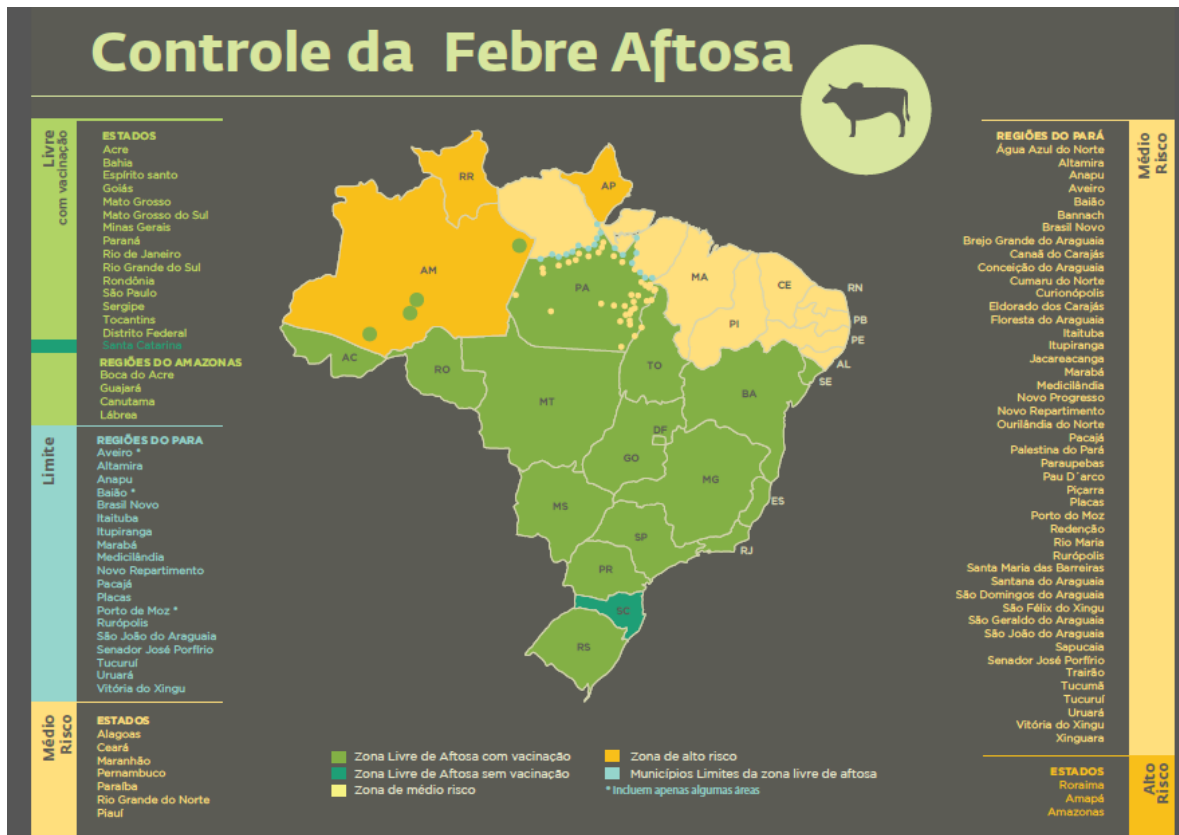 Controle da Febre Aftosa
Livre
com vacinação
ESTADOS
Acre
Bahia
Espírito santo
Goiás
Mato Grosso
Mato Grosso do Sul
Minas Gerais
Paraná
Rio de Janeiro
Rio Grande do Sul
Rondônia
São Paulo
Sergipe
Tocantins
Distrito Federal
Santa Catarina
REGIÕES DO AMAZONAS
Boca do Acre
Guajará
Canutama
Lábrea
Limite
REGIÕES DO PARA
Aveiro *
Altamira
Anapu
Baião *
Brasil Novo
Itaituba
Itupiranga
Marabá
Medicilândia
Novo Repartimento
Pacajá
Placas
Porto de Moz *
Rurópolis
São João do Araguaia
Senador José Porfírio
Tucuruí
Uruará
Vitória do Xingu
Médio
Risco
ESTADOS
Alagoas
Ceará
Maranhão
Pernambuco
Paraíba
Rio Grande do Norte
Piauí
RR
AP
AM
PA
MA
CE
RN
PB
PE
AL
SE
PI
AC
RO
TO
BA
MT
DF
GO
MG
ES
MS
SP
RJ
PR
SC
RS
Zona Livre de Aftosa com vacinação
Zona Livre de Aftosa sem vacinação
Zona de médio risco
Zona de alto risco
Municípios Limites da zona livre de aftosa
* Incluem apenas algumas áreas
Médio
Risco
REGIÕES DO PARÁ
Água Azul do Norte
Altamira
Anapu
Aveiro
Baião
Bannach
Brasil Novo
Brejo Grande do Araguaia
Canaã do Carajás
Conceição do Araguaia
Cumaru do Norte
Curionópolis
Eldorado dos Carajás
Floresta do Araguaia
Itaituba
Itupiranga
Jacareacanga
Marabá
Medicilândia
Novo Progresso
Novo Repartimento
Ourilândia do Norte
Pacajá
Palestina do Pará
Paraupebas
Pau D´arco
Piçarra
Placas
Porto do Moz
Redenção
Rio Maria
Rurópolis
Santa Maria das Barreiras
Santana do Araguaia
São Domingos do Araguaia
São Félix do Xingu
São Geraldo do Araguaia
São João do Araguaia
Sapucaia
Senador José Porfírio
Trairão
Tucumã
Tucuruí
Uruará
Vitória do Xingu
Xinguara
Alto
Risco
ESTADOS
Roraima
Amapá
Amazonas